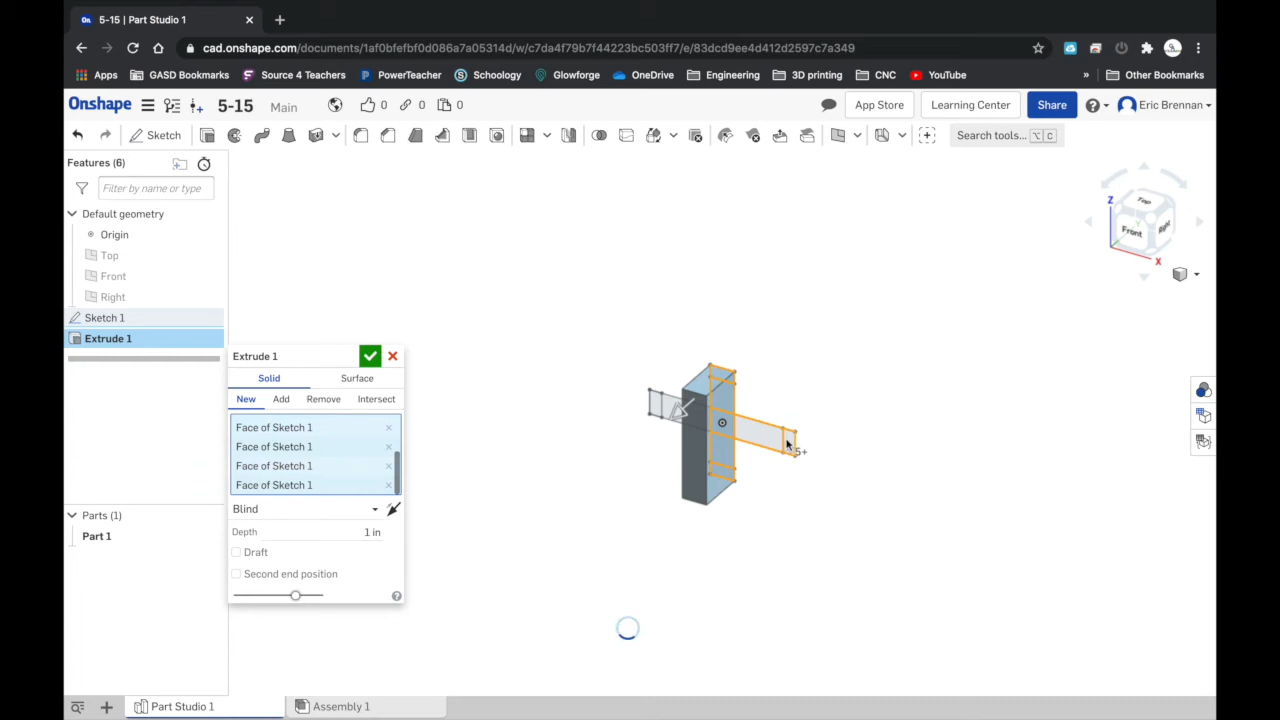 On 5-15 | Part Studio 1
cad.onshape.com/documents/1af0bfefbf0d086a7a05314d/w/c7da4f79b7f44223bc503ff7/e/83dcd9ee4d412d2597c7a349
Apps GASD Bookmarks Source 4 Teachers PowerTeacher Schoology Glowforge OneDrive Engineering 3D printing CNC YouTube » Other Bookmarks
Onshape 5-15 Main 0 0 0 App Store Learning Center Share Eric Brennan
Sketch Search tools... ⌥ C
Features (6)
Filter by name or type
Default geometry
Origin
Top
Front
Right
Sketch 1
Extrude 1
Extrude 1
Solid Surface
New Add Remove Intersect
Face of Sketch 1
Face of Sketch 1
Face of Sketch 1
Face of Sketch 1
Blind
Depth 1 in
Draft
Second end position
Parts (1)
Part 1
Z
Top
Front
Right
X
Y
5+
Part Studio 1 Assembly 1